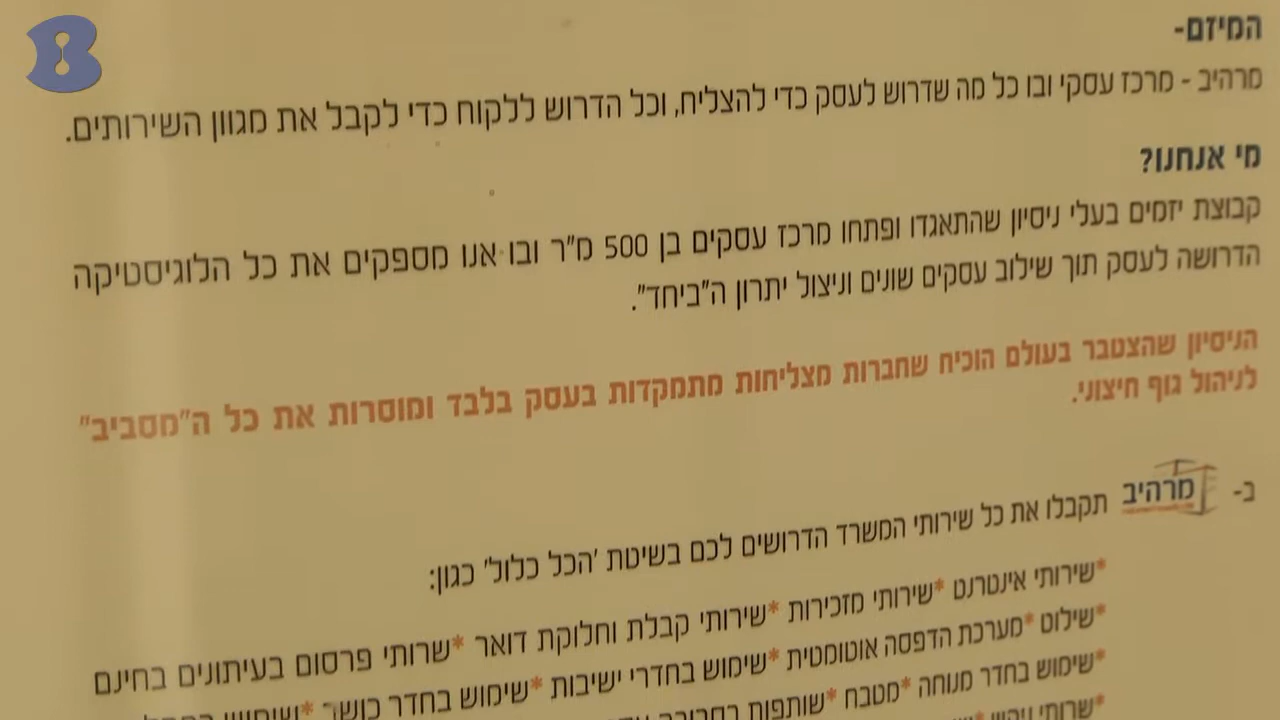 המיזם-
מרהיב - מרכז עסקי ובו כל מה שדרוש לעסק כדי להצליח, וכל הדרוש ללקוח כדי לקבל את מגוון השירותים.
מי אנחנו?
קבוצת יזמים בעלי ניסיון שהתאגדו ופתחו מרכז עסקים בן 500 מ"ר ובו אנו מספקים את כל הלוגיסטיקה
הדרושה לעסק תוך שילוב עסקים שונים וניצול יתרון ה"ביחד".
הניסיון שהצטבר בעולם הוכיח שחברות מצליחות מתמקדות בעסק בלבד ומוסרות את כל ה"מסביב"
לניהול גוף חיצוני.
ב- מרהיב תקבלו את כל שירותי המשרד הדרושים לכם בשיטת 'הכל כלול' כגון:
*שירותי אינטרנט *שירותי מזכירות *שירותי קבלת וחלוקת דואר *שרותי פרסום בעיתונים בחינם
*שילוט *מערכת הדפסה אוטומטית *שימוש בחדרי ישיבות *שימוש בחדר כושר *שימוש
*שימוש בחדר מנוחה *מטבח *שותפות
*שרותי